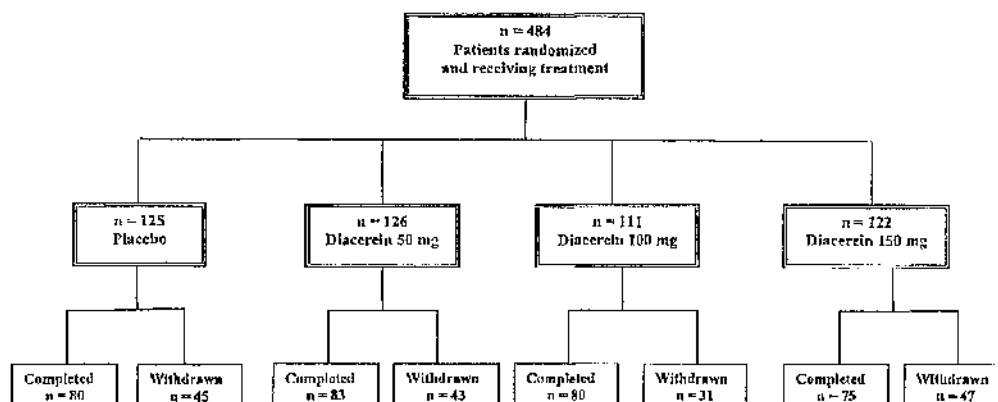 n = 484
Patients randomized
and receiving treatment
n = 125
Placebo
n = 126
Diacerein 50 mg
n = 111
Diacerein 100 mg
n = 122
Diacerein 150 mg
Completed
n = 80
Withdrawn
n = 45
Completed
n = 83
Withdrawn
n = 43
Completed
n = 80
Withdrawn
n = 31
Completed
n = 75
Withdrawn
n = 47